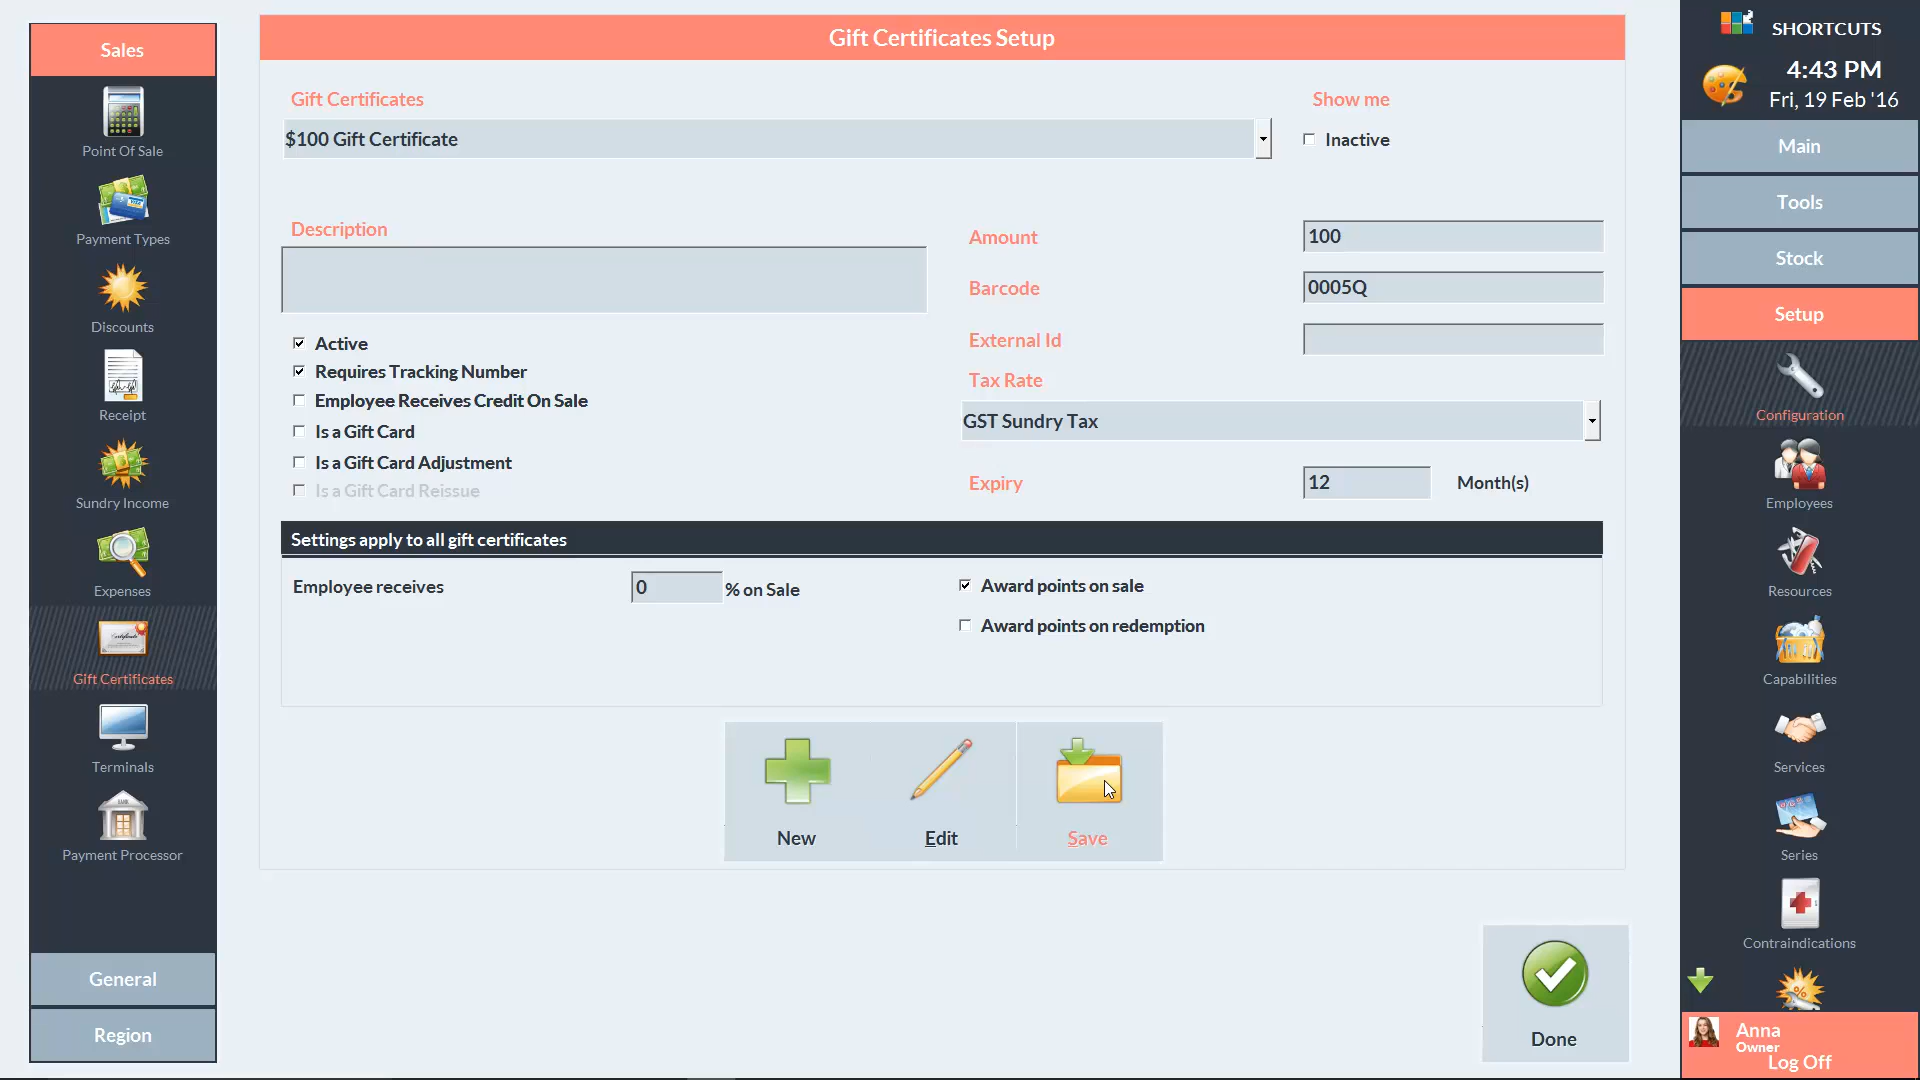 Sales
Point Of Sale
Payment Types
Discounts
Receipt
Sundry Income
Expenses
Gift Certificates
Terminals
Payment Processor
General
Region
Gift Certificates Setup
Gift Certificates
$100 Gift Certificate
Show me
Inactive
Description
Active
Requires Tracking Number
Employee Receives Credit On Sale
Is a Gift Card
Is a Gift Card Adjustment
Is a Gift Card Reissue
Amount
100
Barcode
0005Q
External Id
Tax Rate
GST Sundry Tax
Expiry
12
Month(s)
Settings apply to all gift certificates
Employee receives
0
% on Sale
Award points on sale
Award points on redemption
New
Edit
Save
Done
SHORTCUTS
4:43 PM
Fri, 19 Feb '16
Main
Tools
Stock
Setup
Configuration
Employees
Resources
Capabilities
Services
Series
Contraindications
Anna
Owner
Log Off